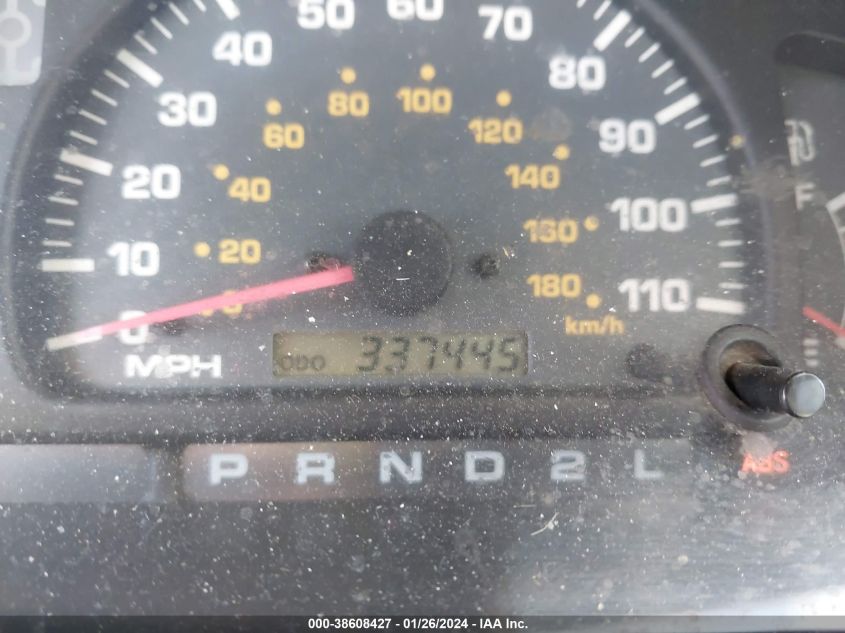 50 60 70
40 80
30 90
20 100
10 110
0
MPH
80 100
60 120
40 140
20 160
0 180
km/h
F
ODO 337445
P R N D 2 L
ABS
000-38608427 - 01/26/2024 - IAA Inc.